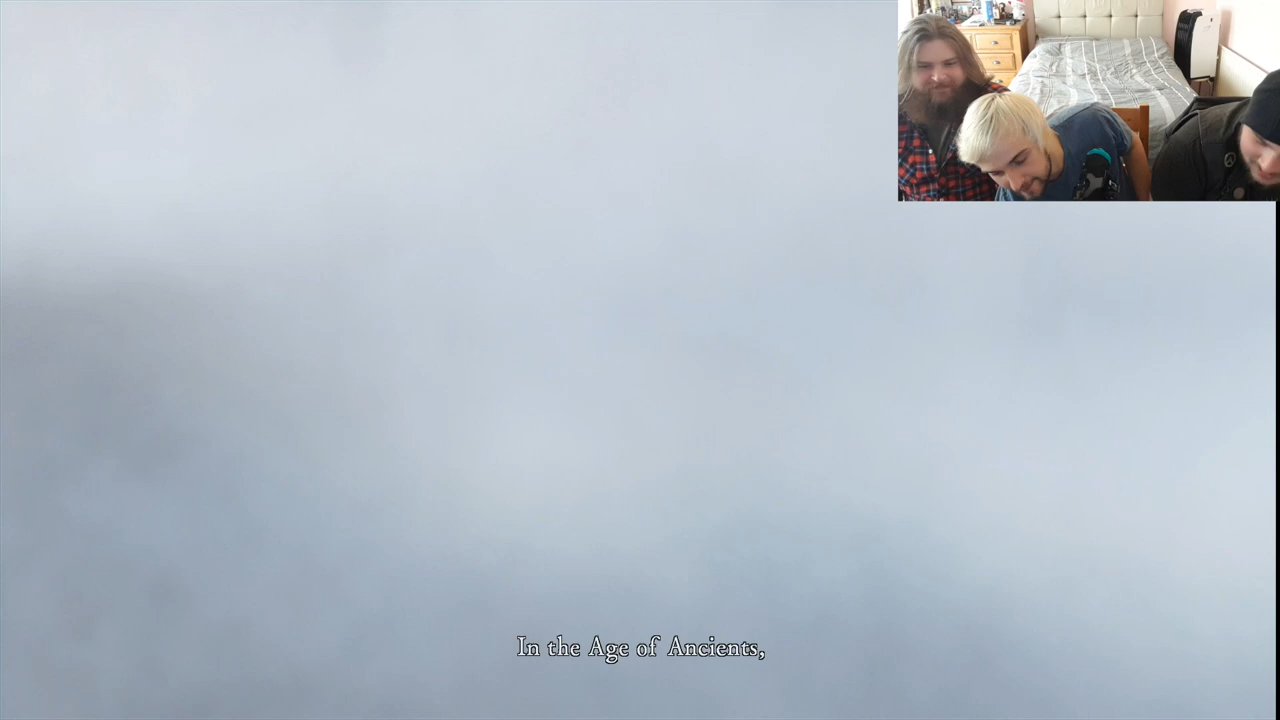 In the Age of Ancients,